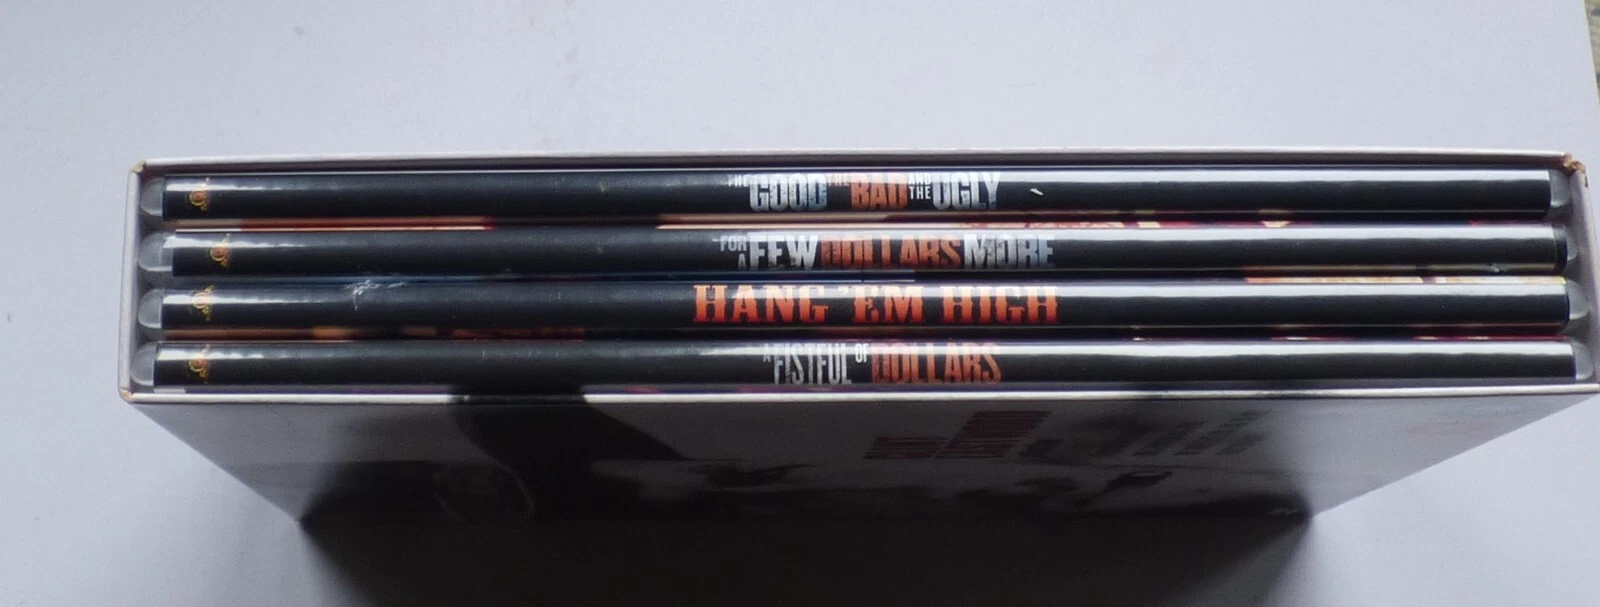 THE GOOD THE BAD AND THE UGLY
FOR A FEW DOLLARS MORE
HANG 'EM HIGH
A FISTFUL OF DOLLARS